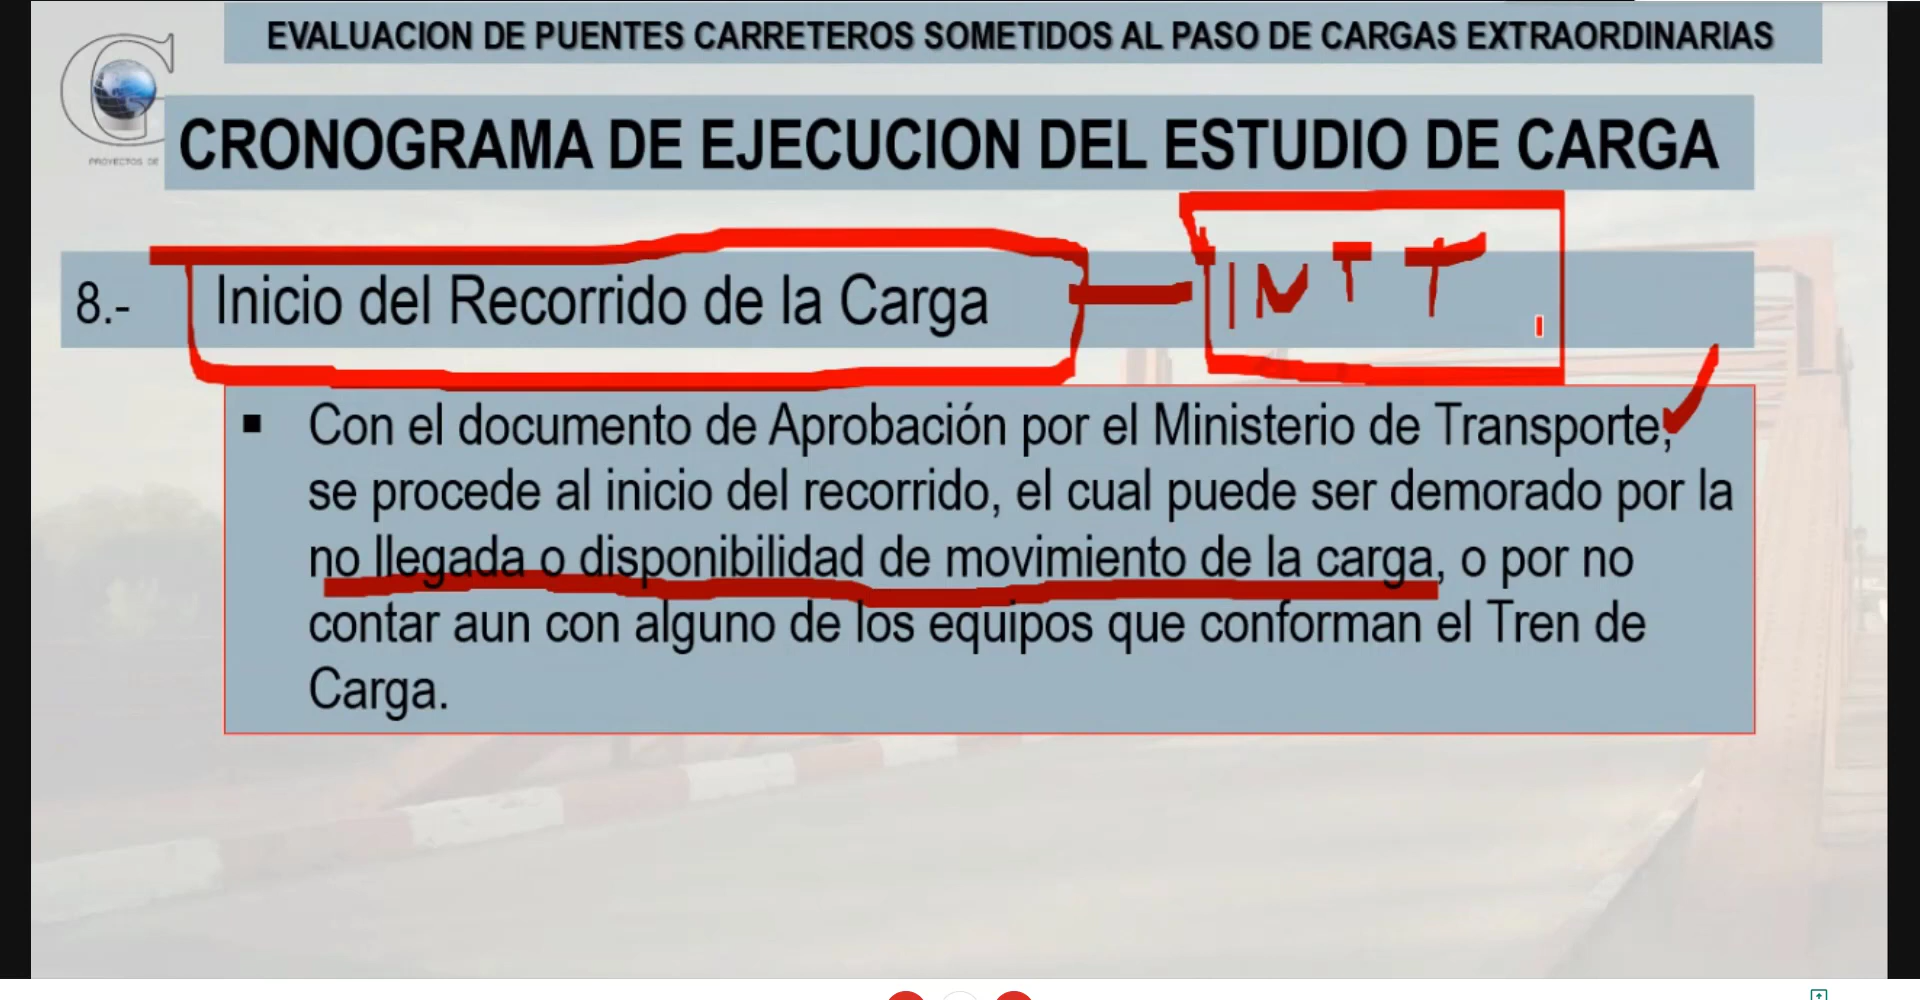 EVALUACION DE PUENTES CARRETEROS SOMETIDOS AL PASO DE CARGAS EXTRAORDINARIAS
PROYECTOS DE
CRONOGRAMA DE EJECUCION DEL ESTUDIO DE CARGA
8.- Inicio del Recorrido de la Carga INTT
▪ Con el documento de Aprobación por el Ministerio de Transporte,
se procede al inicio del recorrido, el cual puede ser demorado por la
no llegada o disponibilidad de movimiento de la carga, o por no
contar aun con alguno de los equipos que conforman el Tren de
Carga.